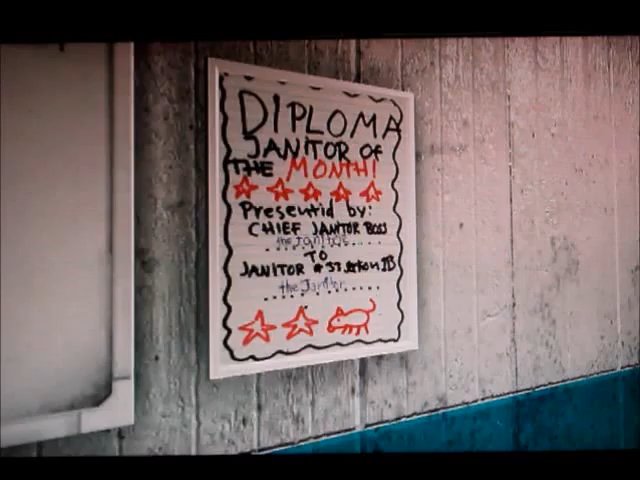 DIPLOMA
JANITOR OF
THE MONTH!
Presentid by:
CHIEF JANITOR BOSS
the janitor
TO
JANITOR
the Janitor